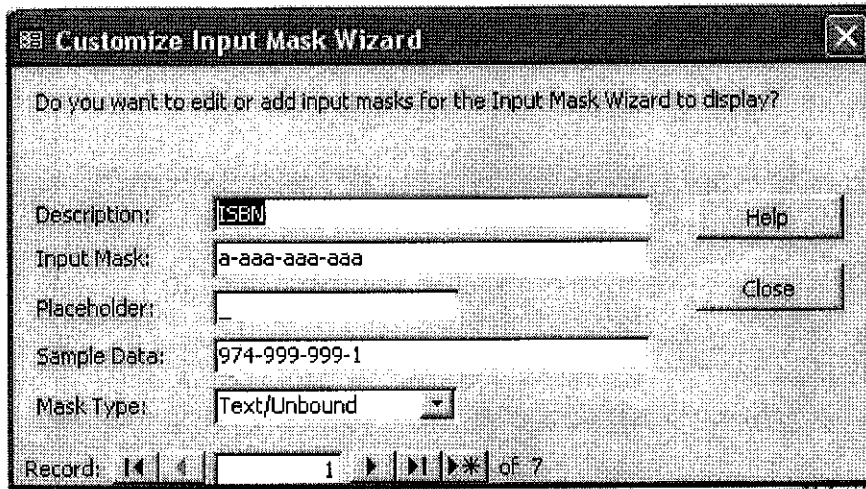 Customize Input Mask Wizard
Do you want to edit or add input masks for the Input Mask Wizard to display?
Description: ISBN
Help
Input Mask: a-aaa-aaa-aaa
Close
Placeholder: _
Sample Data: 974-999-999-1
Mask Type: Text/Unbound
Record: 1 of 7